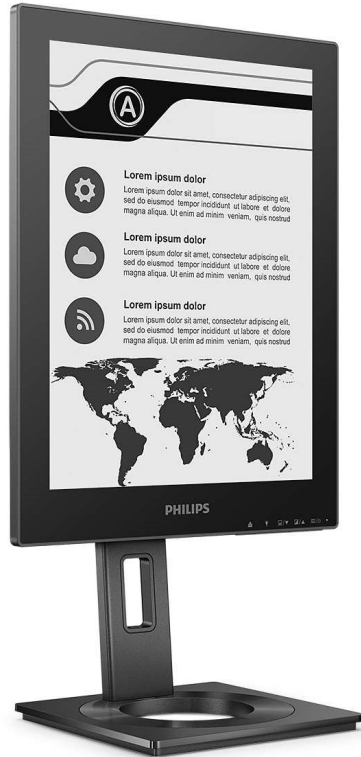 A
Lorem ipsum dolor
Lorem ipsum dolor sit amet, consectetur adipiscing elit,
sed do eiusmod tempor incididunt ut labore et dolore
magna aliqua. Ut enim ad minim veniam, quis nostrud
Lorem ipsum dolor
Lorem ipsum dolor sit amet, consectetur adipiscing elit,
sed do eiusmod tempor incididunt ut labore et dolore
magna aliqua. Ut enim ad minim veniam, quis nostrud
Lorem ipsum dolor
Lorem ipsum dolor sit amet, consectetur adipiscing elit,
sed do eiusmod tempor incididunt ut labore et dolore
magna aliqua. Ut enim ad minim veniam, quis nostrud
PHILIPS